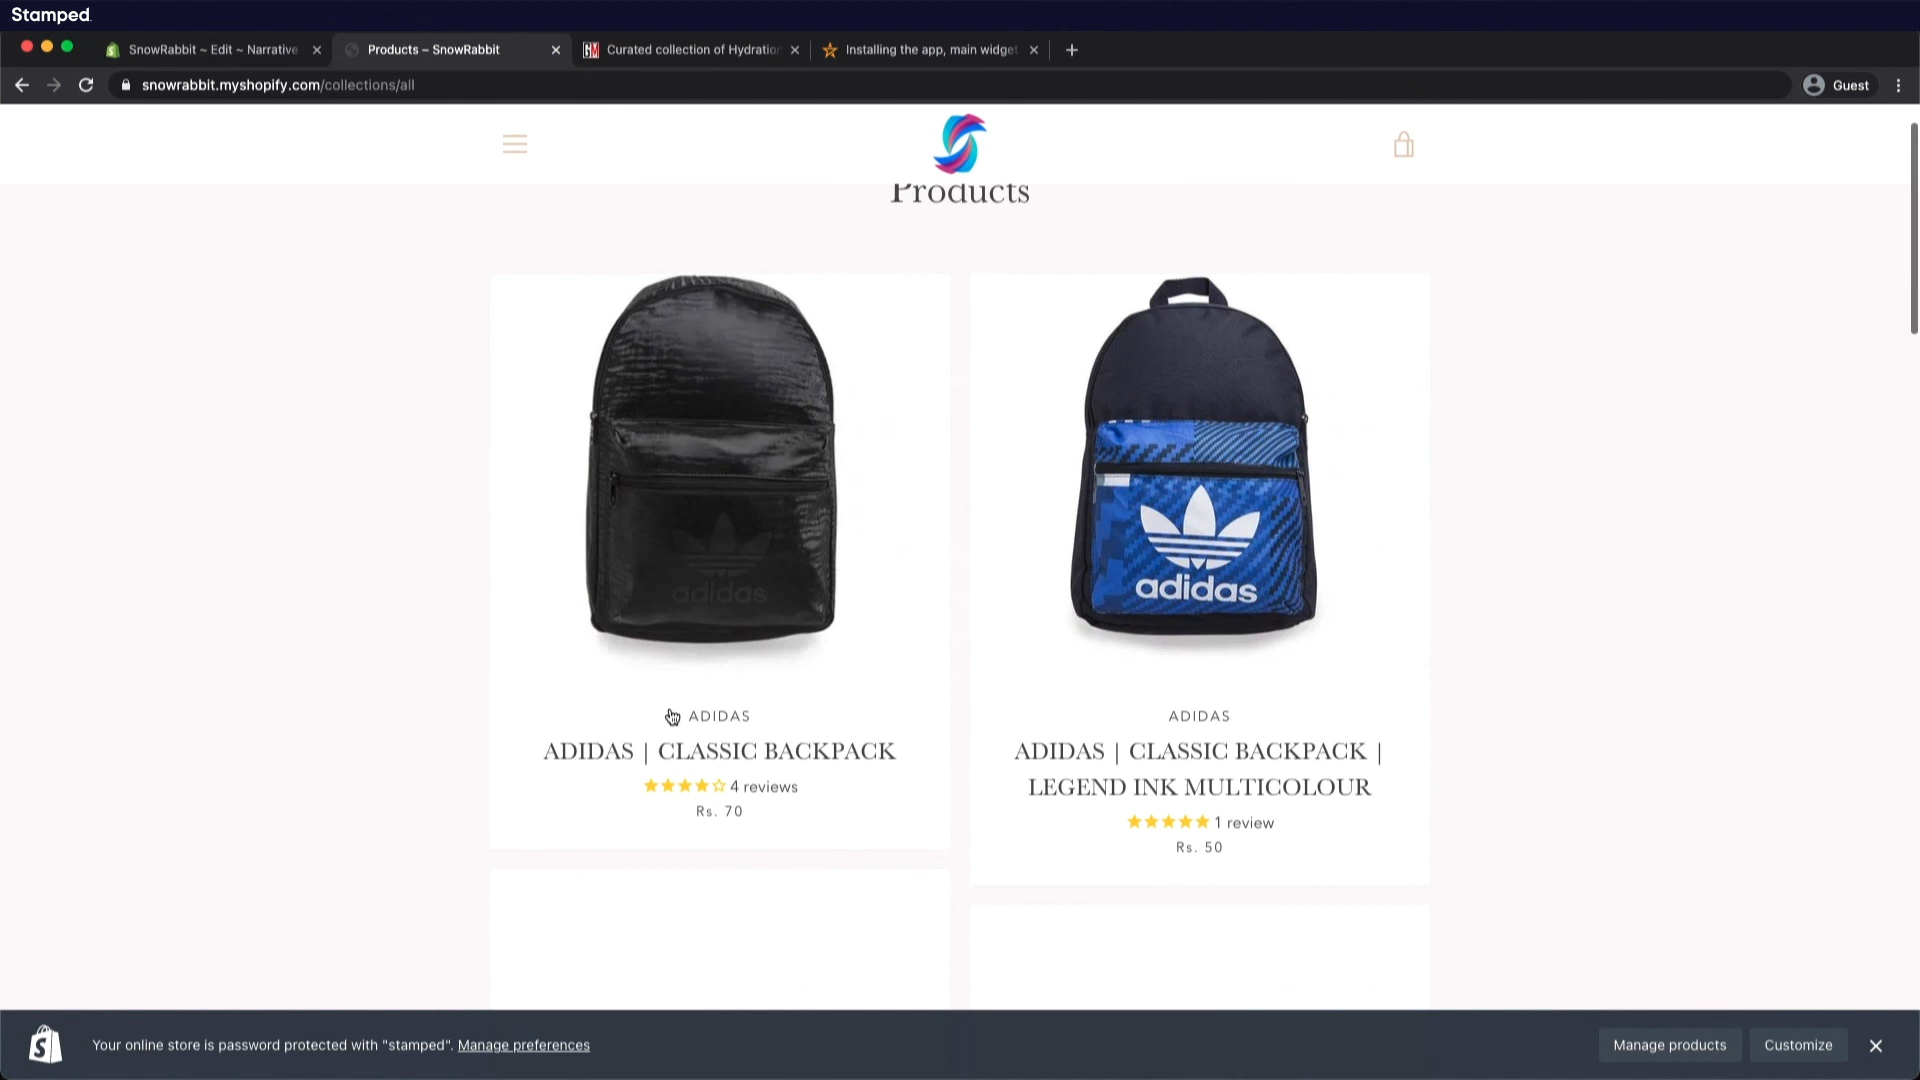 Stamped.
SnowRabbit ~ Edit ~ Narrative
Products – SnowRabbit
Curated collection of Hydration
Installing the app, main widget
snowrabbit.myshopify.com/collections/all
Guest
Products
adidas
adidas
ADIDAS
ADIDAS | CLASSIC BACKPACK
4 reviews
Rs. 70
ADIDAS
ADIDAS | CLASSIC BACKPACK |
LEGEND INK MULTICOLOUR
1 review
Rs. 50
Your online store is password protected with "stamped". Manage preferences
Manage products
Customize